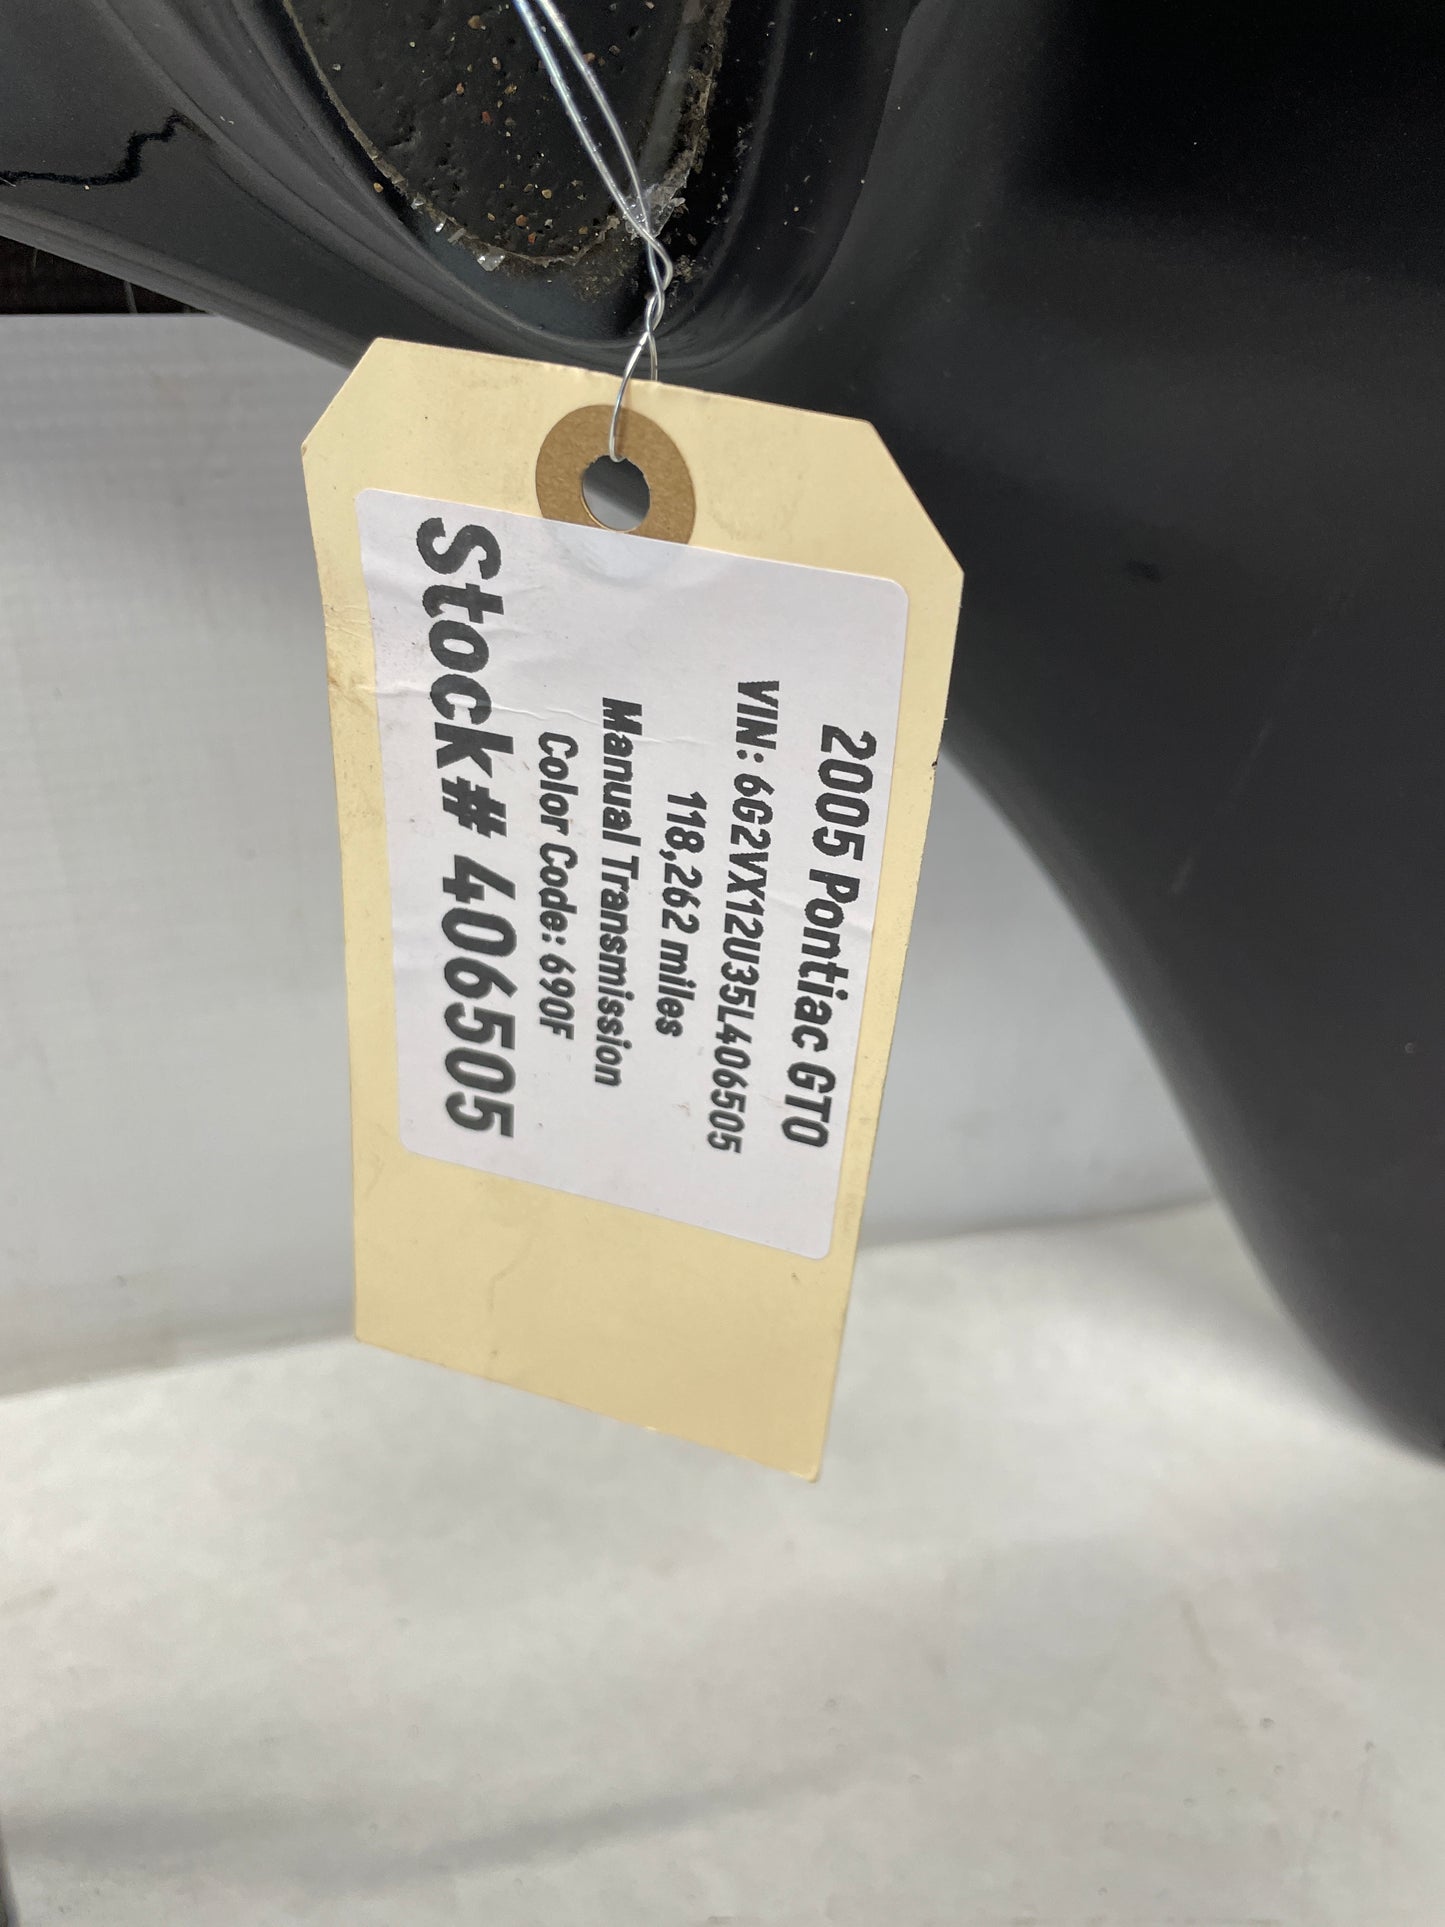 2005 Pontiac GTO
VIN: 6G2VX12U35L406505
118,262 miles
Manual Transmission
Color Code: 690F
Stock# 406505